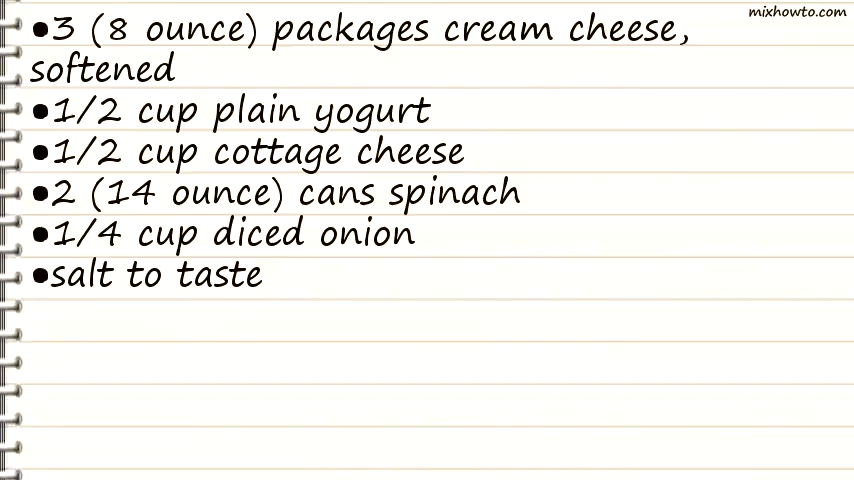 mixhowto.com
●3 (8 ounce) packages cream cheese,
softened
●1/2 cup plain yogurt
●1/2 cup cottage cheese
●2 (14 ounce) cans spinach
●1/4 cup diced onion
●salt to taste